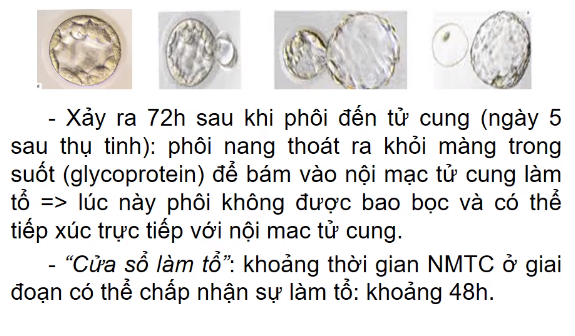 - Xảy ra 72h sau khi phôi đến tử cung (ngày 5
sau thụ tinh): phôi nang thoát ra khỏi màng trong
suốt (glycoprotein) để bám vào nội mạc tử cung làm
tổ => lúc này phôi không được bao bọc và có thể
tiếp xúc trực tiếp với nội mac tử cung.
- “Cửa sổ làm tổ”: khoảng thời gian NMTC ở giai
đoạn có thể chấp nhận sự làm tổ: khoảng 48h.